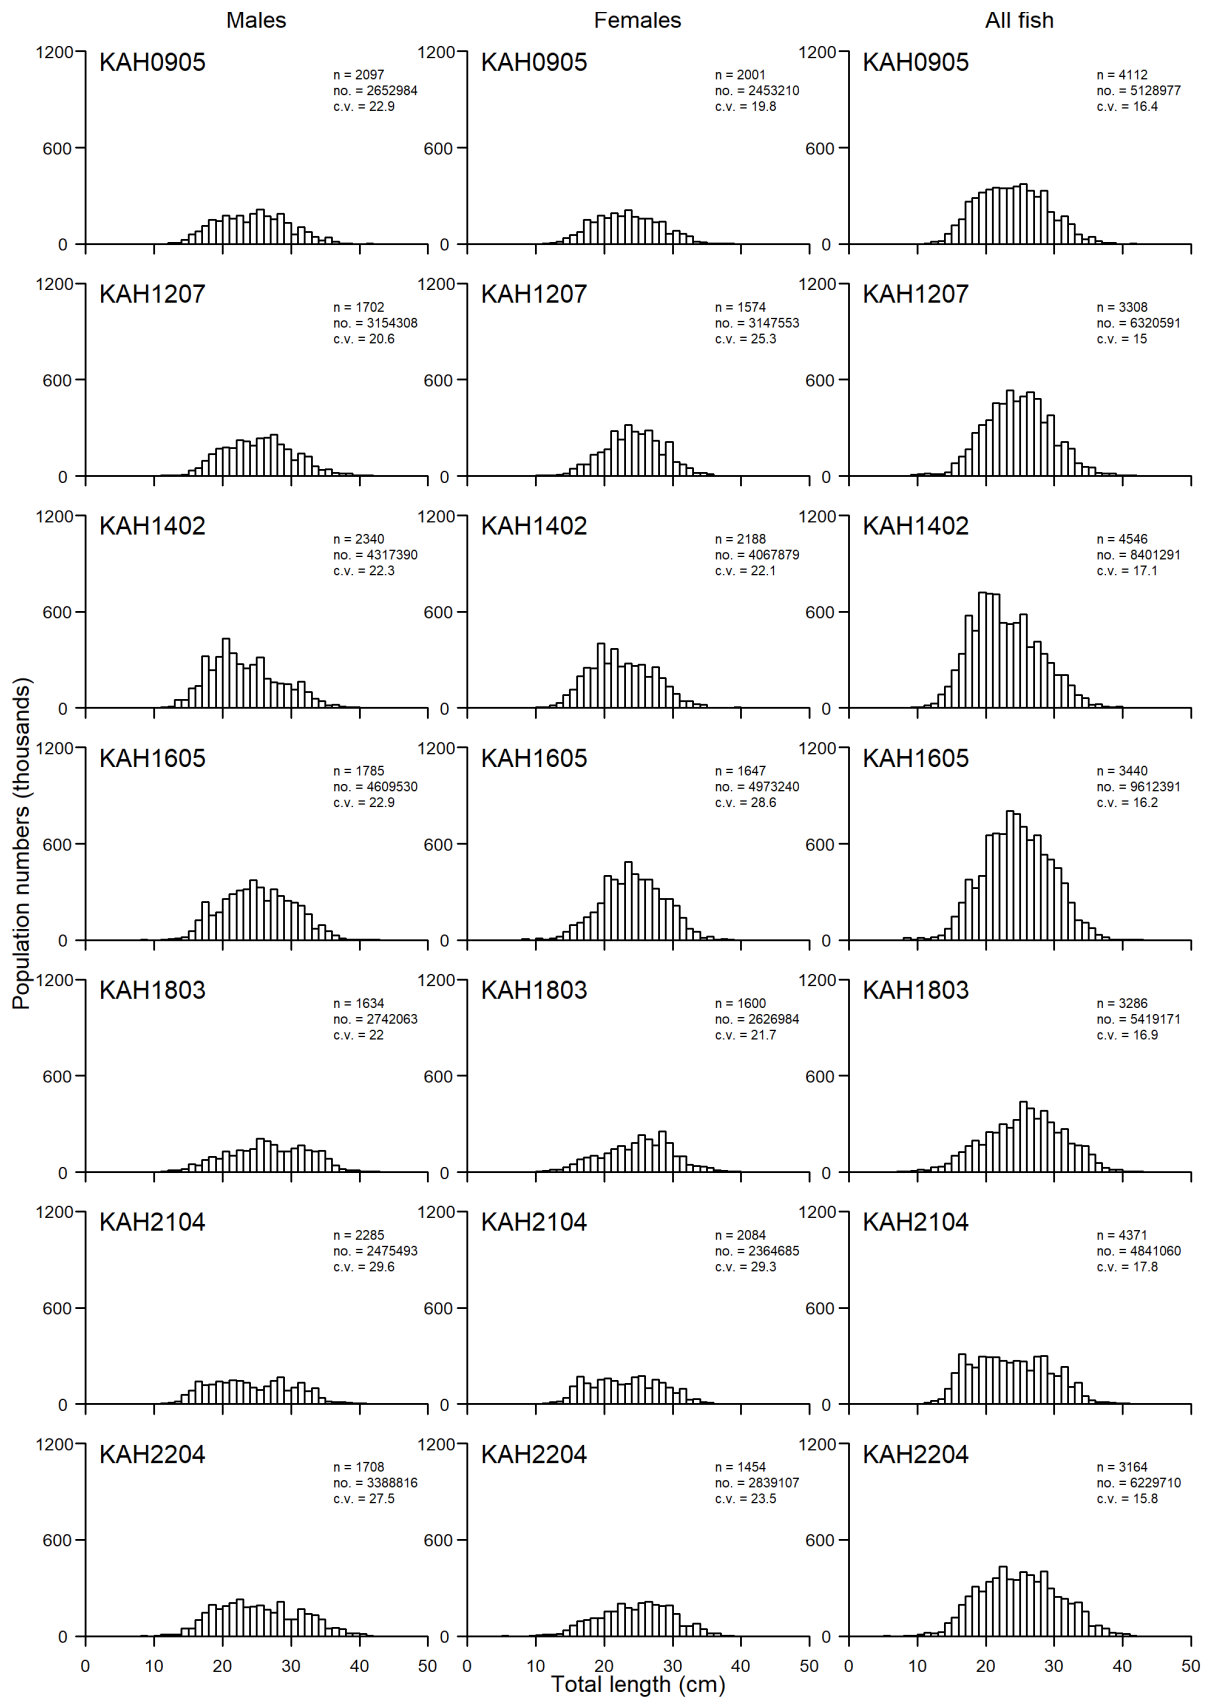 Males Females All fish
Population numbers (thousands)
1200 KAH0905 1200 KAH0905 1200 KAH0905
n = 2097 n = 2001 n = 4112
no. = 2652984 no. = 2453210 no. = 5128977
c.v. = 22.9 c.v. = 19.8 c.v. = 16.4
600 600 600
0 0 0
1200 KAH1207 1200 KAH1207 1200 KAH1207
n = 1702 n = 1574 n = 3308
no. = 3154308 no. = 3147553 no. = 6320591
c.v. = 20.6 c.v. = 25.3 c.v. = 15
600 600 600
0 0 0
1200 KAH1402 1200 KAH1402 1200 KAH1402
n = 2340 n = 2188 n = 4546
no. = 4317390 no. = 4067879 no. = 8401291
c.v. = 22.3 c.v. = 22.1 c.v. = 17.1
600 600 600
0 0 0
1200 KAH1605 1200 KAH1605 1200 KAH1605
n = 1785 n = 1647 n = 3440
no. = 4609530 no. = 4973240 no. = 9612391
c.v. = 22.9 c.v. = 28.6 c.v. = 16.2
600 600 600
0 0 0
1200 KAH1803 1200 KAH1803 1200 KAH1803
n = 1634 n = 1600 n = 3286
no. = 2742063 no. = 2626984 no. = 5419171
c.v. = 22 c.v. = 21.7 c.v. = 16.9
600 600 600
0 0 0
1200 KAH2104 1200 KAH2104 1200 KAH2104
n = 2285 n = 2084 n = 4371
no. = 2475493 no. = 2364685 no. = 4841060
c.v. = 29.6 c.v. = 29.3 c.v. = 17.8
600 600 600
0 0 0
1200 KAH2204 1200 KAH2204 1200 KAH2204
n = 1708 n = 1454 n = 3164
no. = 3388816 no. = 2839107 no. = 6229710
c.v. = 27.5 c.v. = 23.5 c.v. = 15.8
600 600 600
0 0 0
0 10 20 30 40 50 0 10 20 30 40 50 0 10 20 30 40 50
Total length (cm)